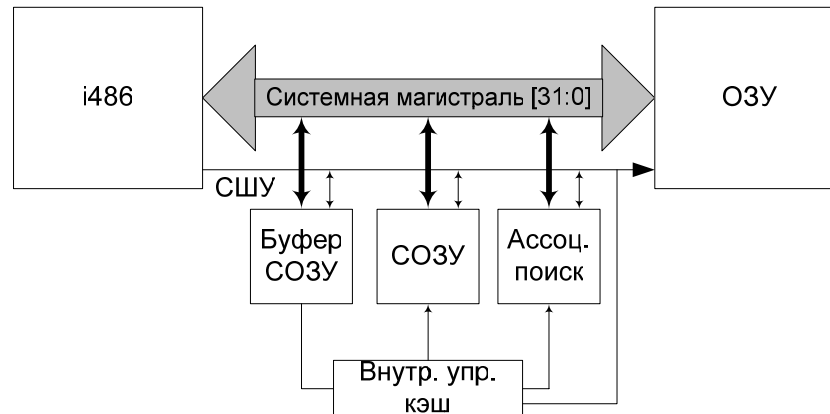 i486
Системная магистраль [31:0]
ОЗУ
СШУ
Буфер
СОЗУ
СОЗУ
Ассоц.
поиск
Внутр. упр.
кэш